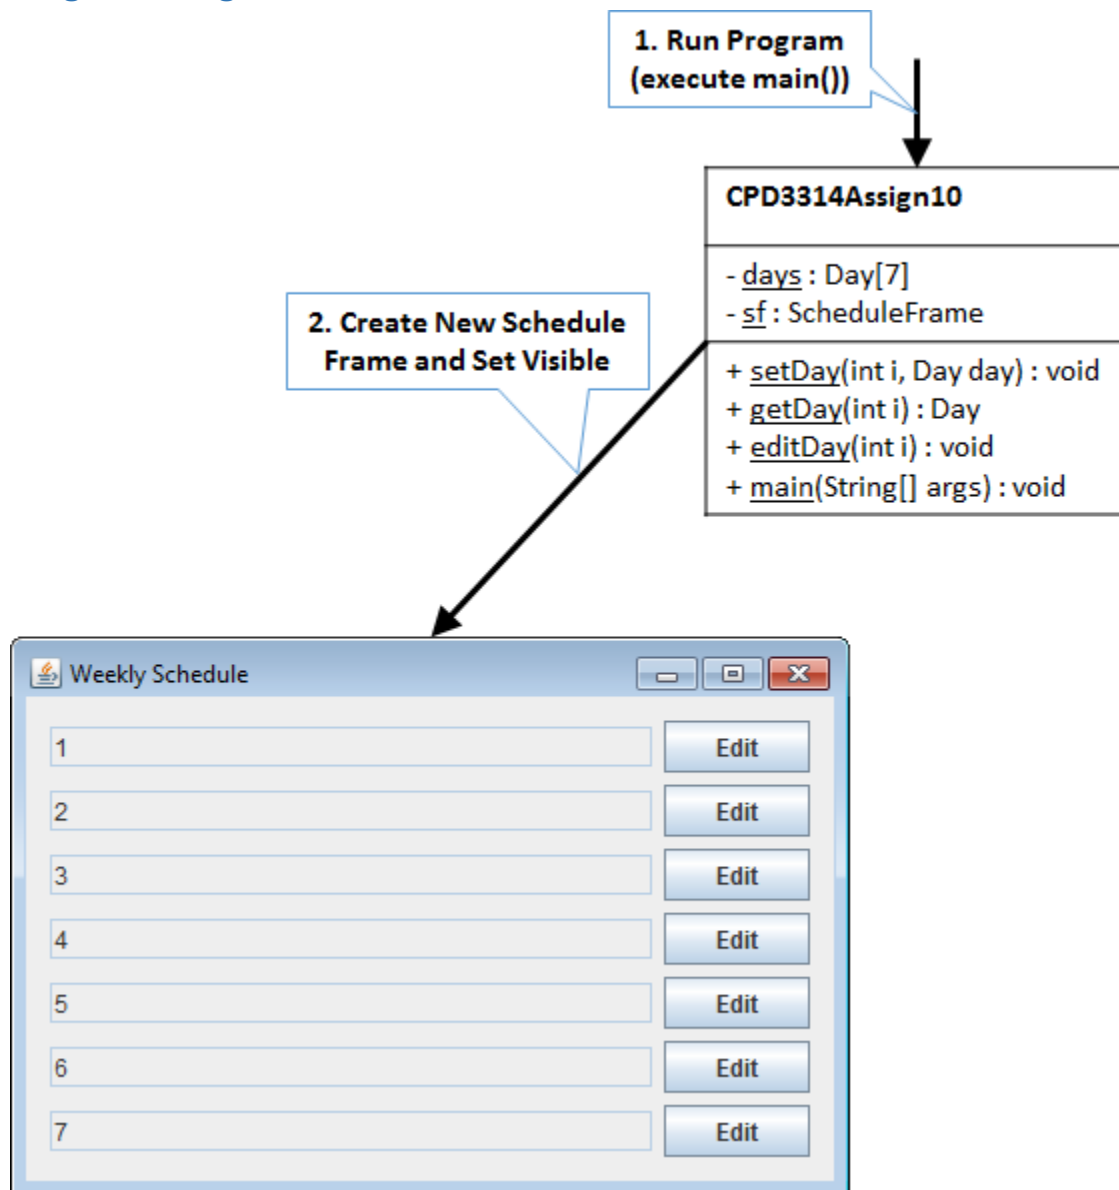 1. Run Program
(execute main())
CPD3314Assign10
- days : Day[7]
- sf : ScheduleFrame
2. Create New Schedule
Frame and Set Visible
+ setDay(int i, Day day) : void
+ getDay(int i) : Day
+ editDay(int i) : void
+ main(String[] args) : void
Weekly Schedule
1 Edit
2 Edit
3 Edit
4 Edit
5 Edit
6 Edit
7 Edit